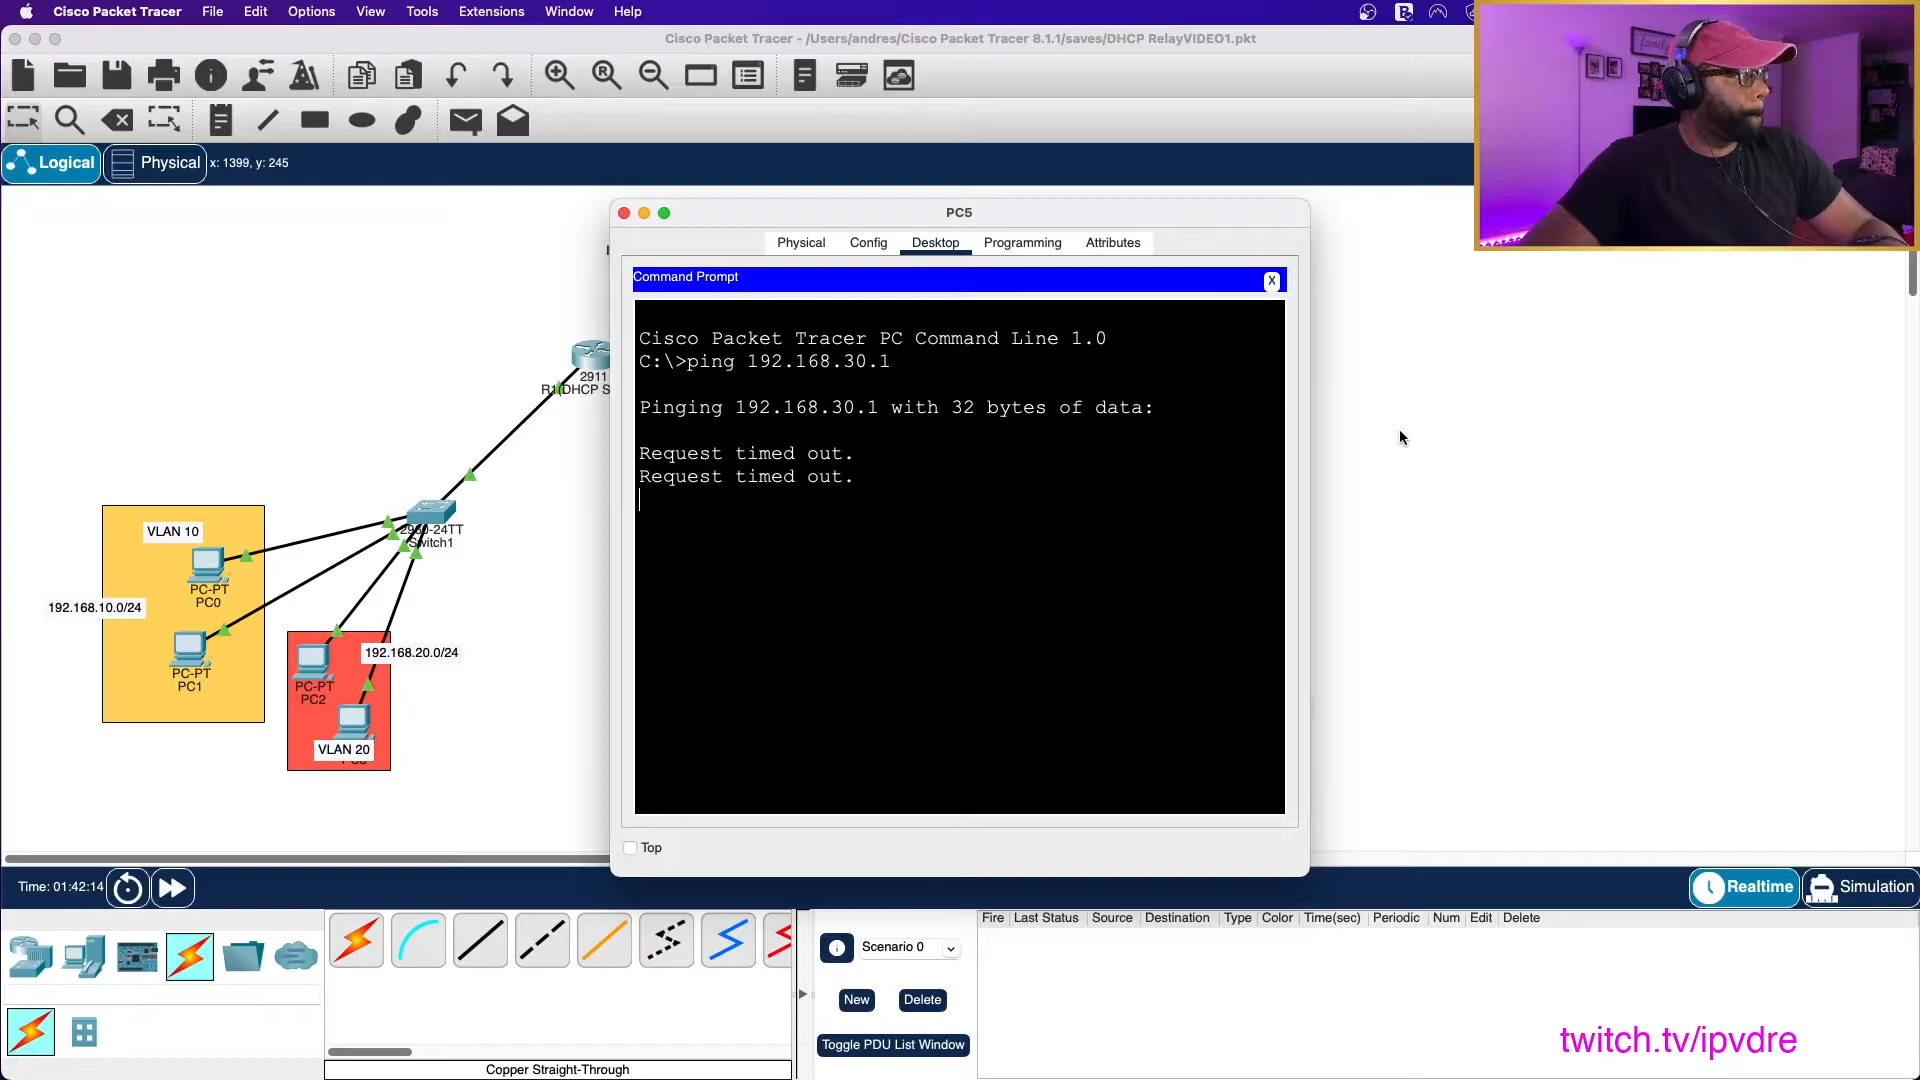 Cisco Packet Tracer File Edit Options View Tools Extensions Window Help
Cisco Packet Tracer - /Users/andres/Cisco Packet Tracer 8.1.1/saves/DHCP RelayVIDEO1.pkt
Logical Physical x: 1399, y: 245
family
PC5
Physical Config Desktop Programming Attributes
Command Prompt X
Cisco Packet Tracer PC Command Line 1.0
C:\>ping 192.168.30.1
Pinging 192.168.30.1 with 32 bytes of data:
Request timed out.
Request timed out.
2911
R1(DHCP S
2960-24TT
Switch1
VLAN 10
PC-PT
PC0
192.168.10.0/24
PC-PT
PC1
192.168.20.0/24
PC-PT
PC2
VLAN 20
Top
Time: 01:42:14 Realtime Simulation
Fire Last Status Source Destination Type Color Time(sec) Periodic Num Edit Delete
Scenario 0
New Delete
Toggle PDU List Window
Copper Straight-Through
twitch.tv/ipvdre